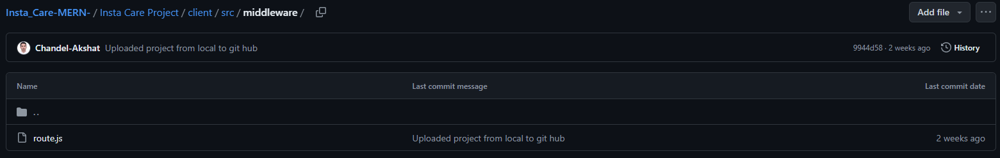 Insta_Care-MERN- / Insta Care Project / client / src / middleware /
Add file
Chandel-Akshat Uploaded project from local to git hub
9944d58 · 2 weeks ago
History
Name Last commit message Last commit date
..
route.js Uploaded project from local to git hub 2 weeks ago